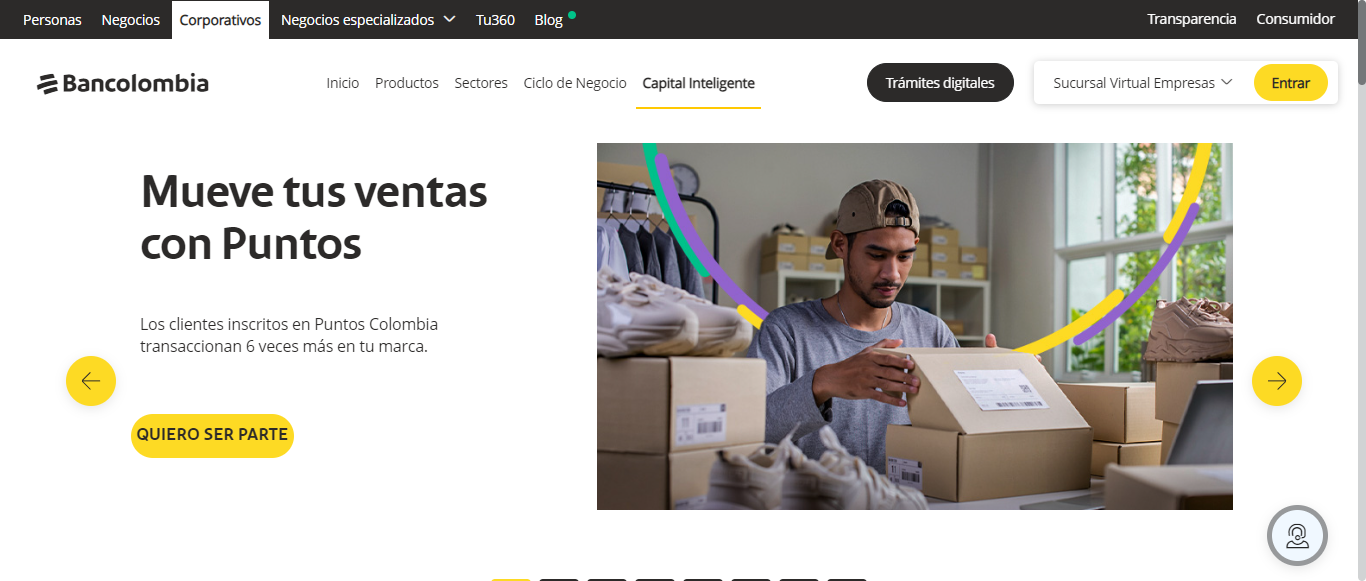 Personas Negocios Corporativos Negocios especializados Tu360 Blog Transparencia Consumidor
Bancolombia Inicio Productos Sectores Ciclo de Negocio Capital Inteligente Trámites digitales Sucursal Virtual Empresas Entrar
Mueve tus ventas
con Puntos
Los clientes inscritos en Puntos Colombia
transaccionan 6 veces más en tu marca.
QUIERO SER PARTE